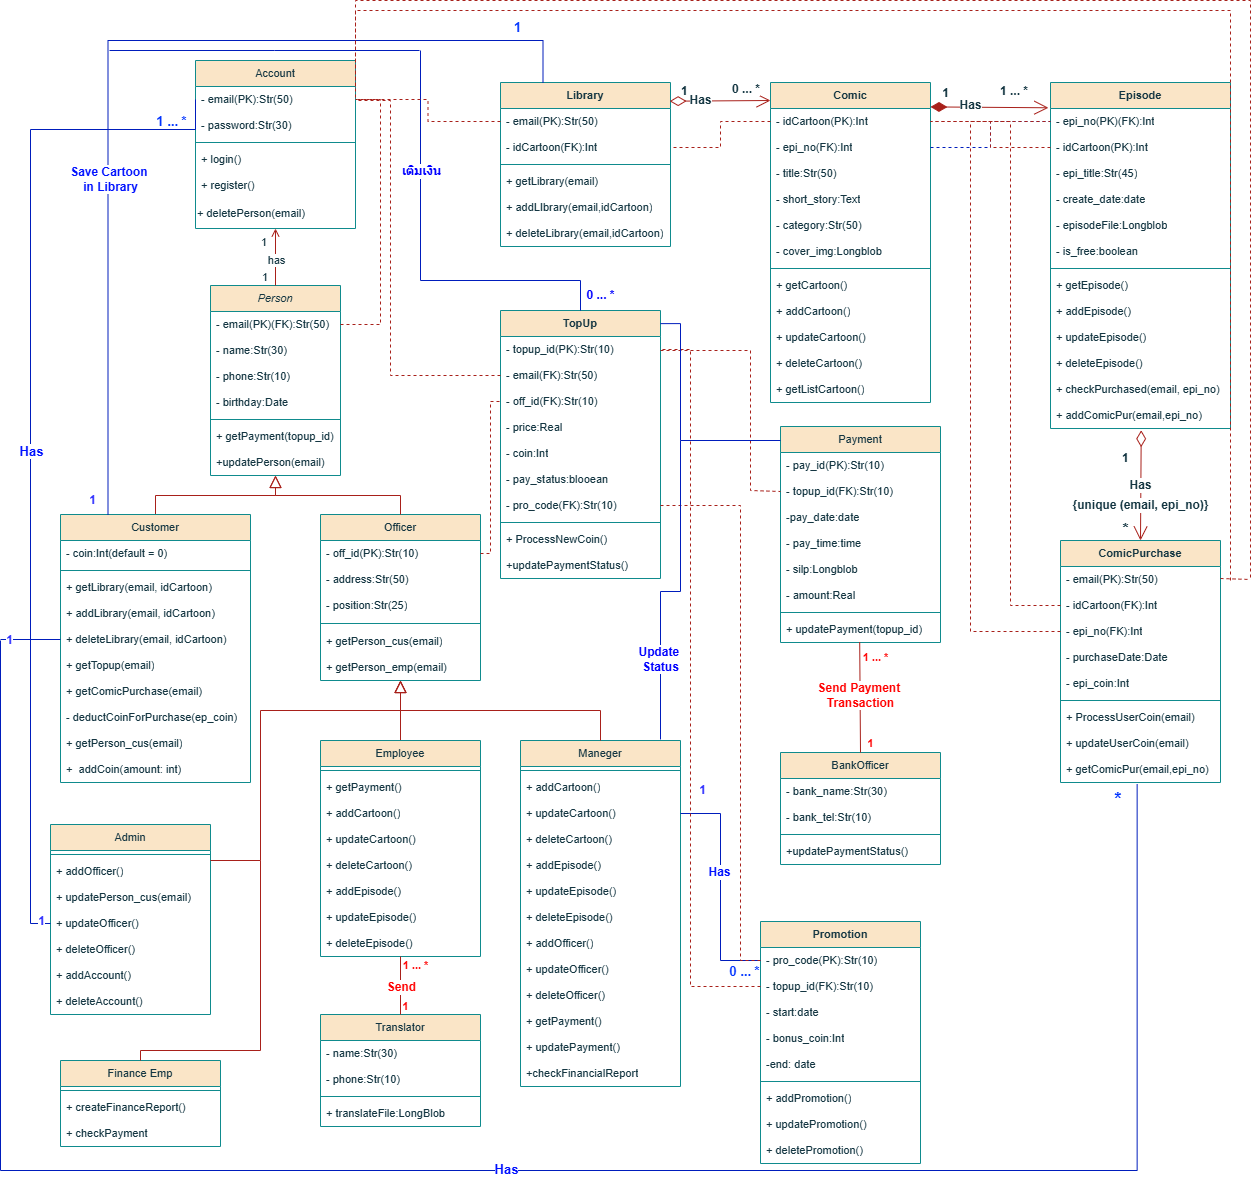 1
Account
- email(PK):Str(50)
- password:Str(30)
+ login()
+ register()
+ deletePerson(email)
1 ... *
Save Cartoon
in Library
เติมเงิน
Library
- email(PK):Str(50)
- idCartoon(FK):Int
+ getLibrary(email)
+ addLIbrary(email,idCartoon)
+ deleteLibrary(email,idCartoon)
1
Has
0 ... *
Comic
- idCartoon(PK):Int
- epi_no(FK):Int
- title:Str(50)
- short_story:Text
- category:Str(50)
- cover_img:Longblob
+ getCartoon()
+ addCartoon()
+ updateCartoon()
+ deleteCartoon()
+ getListCartoon()
1
Has
1 ... *
Episode
- epi_no(PK)(FK):Int
- idCartoon(PK):Int
- epi_title:Str(45)
- create_date:date
- episodeFile:Longblob
- is_free:boolean
+ getEpisode()
+ addEpisode()
+ updateEpisode()
+ deleteEpisode()
+ checkPurchased(email, epi_no)
+ addComicPur(email,epi_no)
1
has
1
Person
- email(PK)(FK):Str(50)
- name:Str(30)
- phone:Str(10)
- birthday:Date
+ getPayment(topup_id)
+updatePerson(email)
0 ... *
TopUp
- topup_id(PK):Str(10)
- email(FK):Str(50)
- off_id(FK):Str(10)
- price:Real
- coin:Int
- pay_status:blooean
- pro_code(FK):Str(10)
+ ProcessNewCoin()
+updatePaymentStatus()
Payment
- pay_id(PK):Str(10)
- topup_id(FK):Str(10)
-pay_date:date
- pay_time:time
- silp:Longblob
- amount:Real
+ updatePayment(topup_id)
1
Has
{unique (email, epi_no)}
*
ComicPurchase
- email(PK):Str(50)
- idCartoon(FK):Int
- epi_no(FK):Int
- purchaseDate:Date
- epi_coin:Int
+ ProcessUserCoin(email)
+ updateUserCoin(email)
+ getComicPur(email,epi_no)
*
Has
1
Customer
- coin:Int(default = 0)
+ getLibrary(email, idCartoon)
+ addLibrary(email, idCartoon)
+ deleteLibrary(email, idCartoon)
+ getTopup(email)
+ getComicPurchase(email)
- deductCoinForPurchase(ep_coin)
+ getPerson_cus(email)
+ addCoin(amount: int)
1
Officer
- off_id(PK):Str(10)
- address:Str(50)
- position:Str(25)
+ getPerson_cus(email)
+ getPerson_emp(email)
Update
Status
1 ... *
Send Payment
Transaction
1
BankOfficer
- bank_name:Str(30)
- bank_tel:Str(10)
+updatePaymentStatus()
Employee
+ getPayment()
+ addCartoon()
+ updateCartoon()
+ deleteCartoon()
+ addEpisode()
+ updateEpisode()
+ deleteEpisode()
Maneger
+ addCartoon()
+ updateCartoon()
+ deleteCartoon()
+ addEpisode()
+ updateEpisode()
+ deleteEpisode()
+ addOfficer()
+ updateOfficer()
+ deleteOfficer()
+ getPayment()
+ updatePayment()
+checkFinancialReport
1
Has
0 ... *
Promotion
- pro_code(PK):Str(10)
- topup_id(FK):Str(10)
- start:date
- bonus_coin:Int
-end: date
+ addPromotion()
+ updatePromotion()
+ deletePromotion()
Admin
+ addOfficer()
+ updatePerson_cus(email)
+ updateOfficer()
+ deleteOfficer()
+ addAccount()
+ deleteAccount()
1
1 ... *
Send
1
Translator
- name:Str(30)
- phone:Str(10)
+ translateFile:LongBlob
Finance Emp
+ createFinanceReport()
+ checkPayment
Has